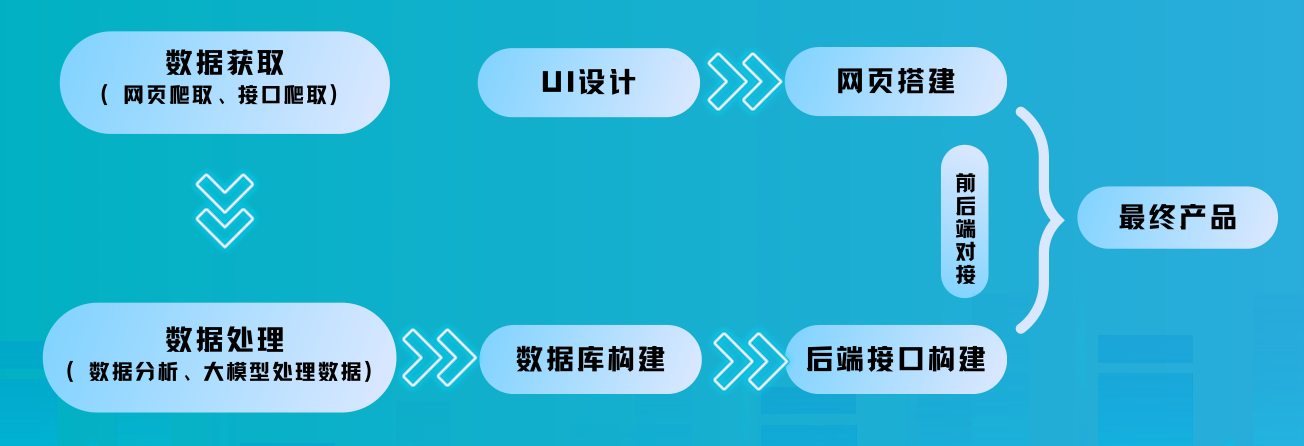 数据获取
（ 网页爬取、接口爬取）
UI设计
网页搭建
前后端对接
最终产品
数据处理
（ 数据分析、大模型处理数据）
数据库构建
后端接口构建